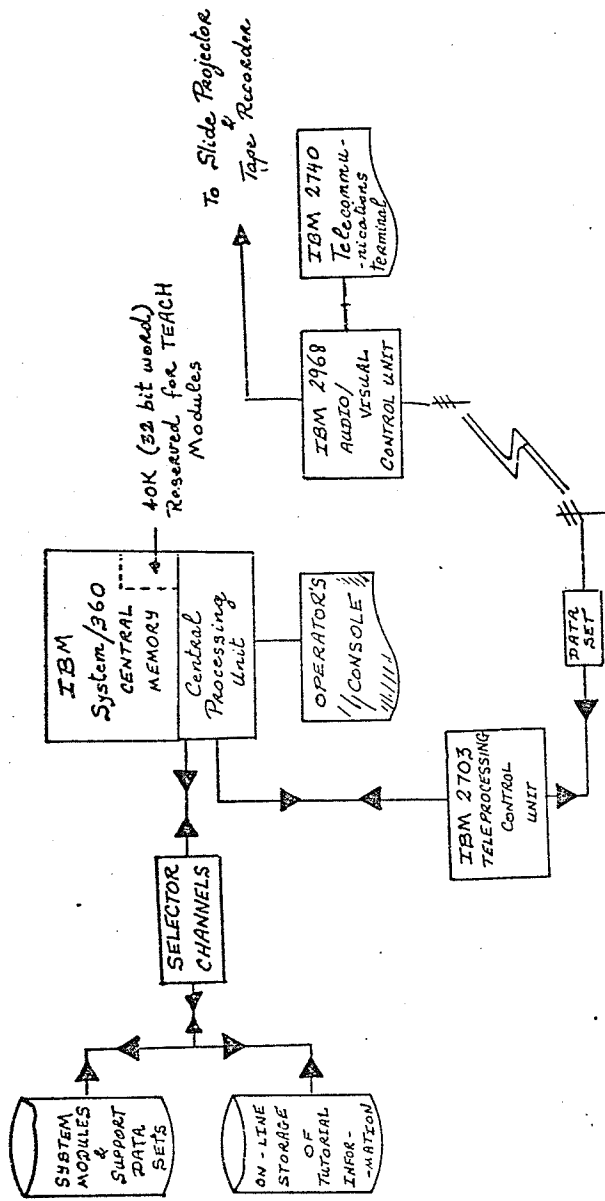 SYSTEM
MODULES
&
SUPPORT
DATA
SETS
ON-LINE
STORAGE
OF
TUTORIAL
INFOR-
-MATION
SELECTOR
CHANNELS
IBM
System/360
CENTRAL
MEMORY
Central
Processing
Unit
40K (32 bit word)
Reserved for TEACH
Modules
OPERATOR'S
CONSOLE
IBM 2703
TELEPROCESSING
CONTROL
UNIT
DATA
SET
IBM 2968
AUDIO/
VISUAL
CONTROL UNIT
IBM 2740
Telecommu-
-nications
terminal
To Slide Projector
&
Tape Recorder